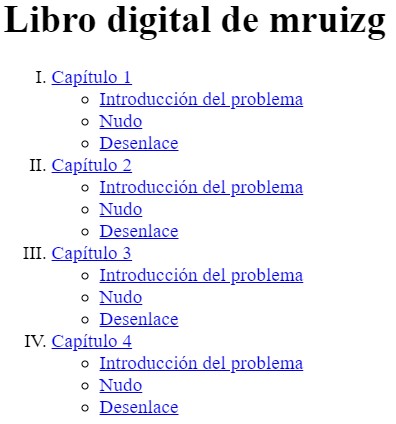 Libro digital de mruizg
I. Capítulo 1
Introducción del problema
Nudo
Desenlace
II. Capítulo 2
Introducción del problema
Nudo
Desenlace
III. Capítulo 3
Introducción del problema
Nudo
Desenlace
IV. Capítulo 4
Introducción del problema
Nudo
Desenlace